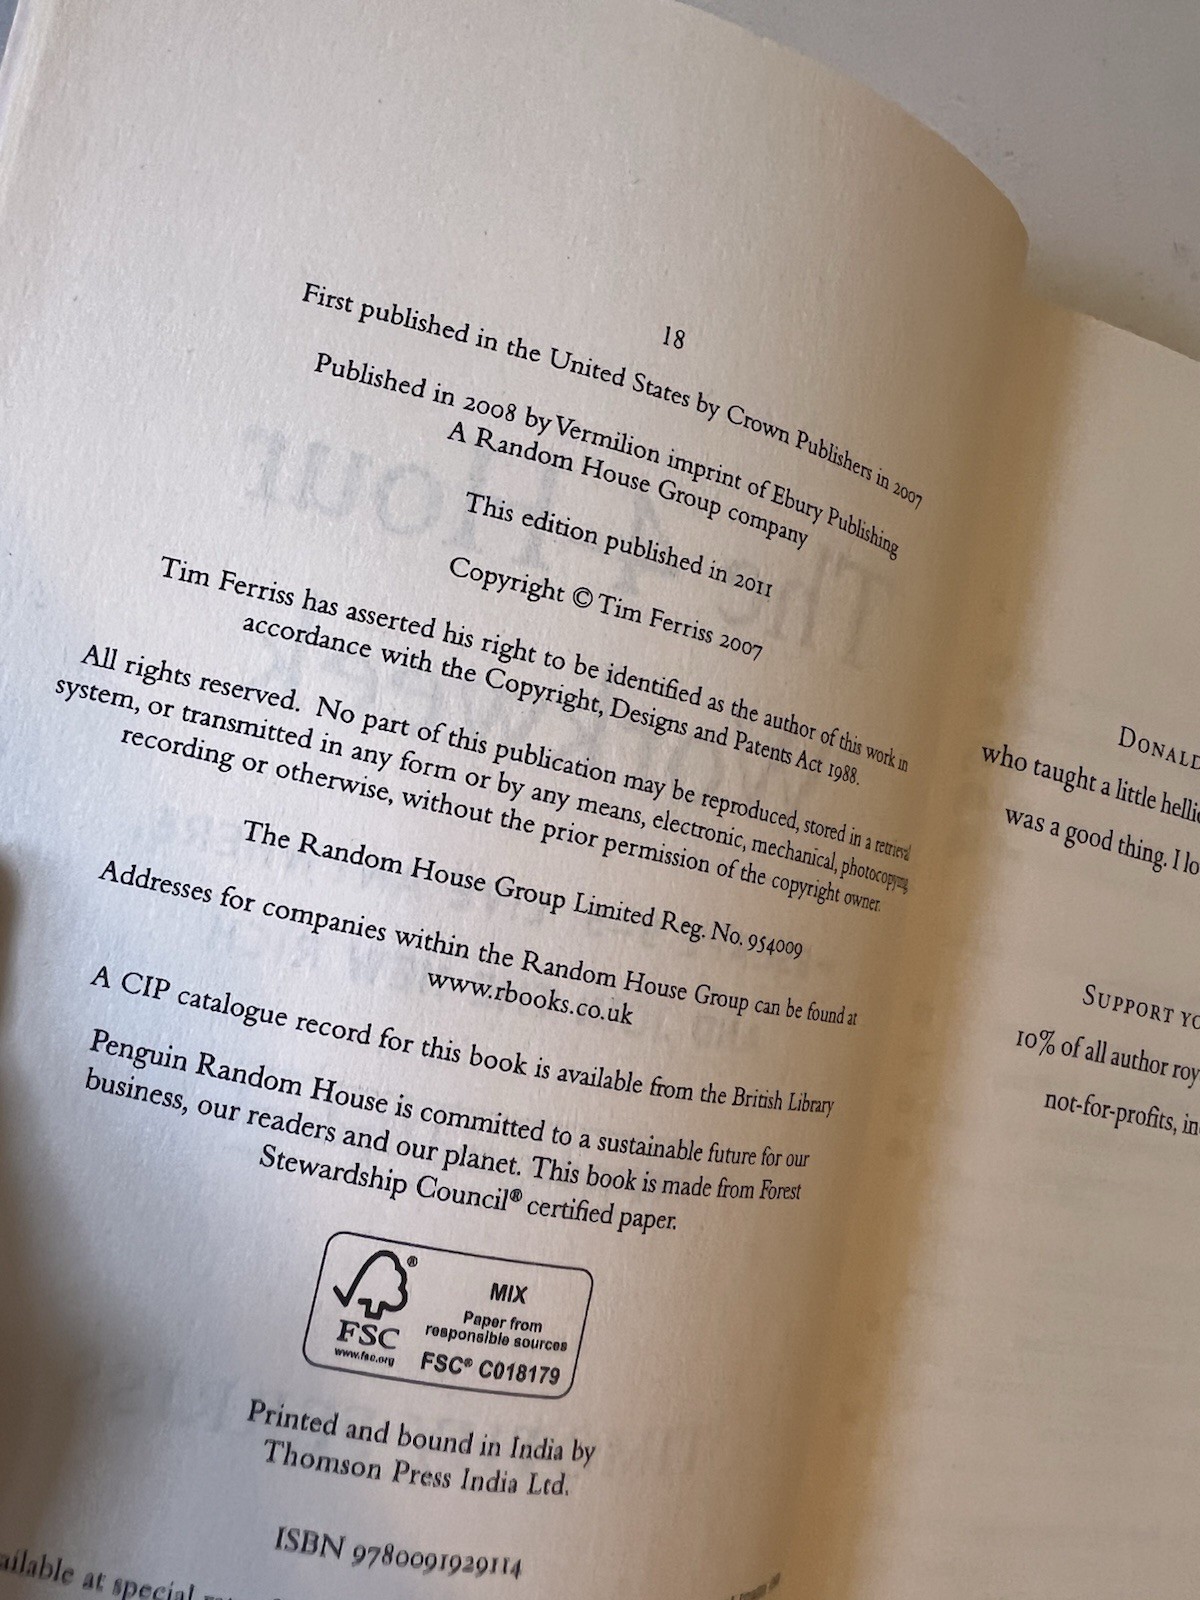 18
First published in the United States by Crown Publishers in 2007
Published in 2008 by Vermilion imprint of Ebury Publishing
A Random House Group company
This edition published in 2011
Copyright © Tim Ferriss 2007
Tim Ferriss has asserted his right to be identified as the author of this work in
accordance with the Copyright, Designs and Patents Act 1988.
All rights reserved. No part of this publication may be reproduced, stored in a retrieval
system, or transmitted in any form or by any means, electronic, mechanical, photocopying
recording or otherwise, without the prior permission of the copyright owner.
The Random House Group Limited Reg. No. 954009
Addresses for companies within the Random House Group can be found at
www.rbooks.co.uk
A CIP catalogue record for this book is available from the British Library
Penguin Random House is committed to a sustainable future for our
business, our readers and our planet. This book is made from Forest
Stewardship Council® certified paper.
FSC®
www.fsc.org
MIX
Paper from
responsible sources
FSC® C018179
Printed and bound in India by
Thomson Press India Ltd.
ISBN 9780091929114
ailable at special
DONALD
who taught a little helli
was a good thing. I lo
SUPPORT YO
10% of all author roy
not-for-profits, in